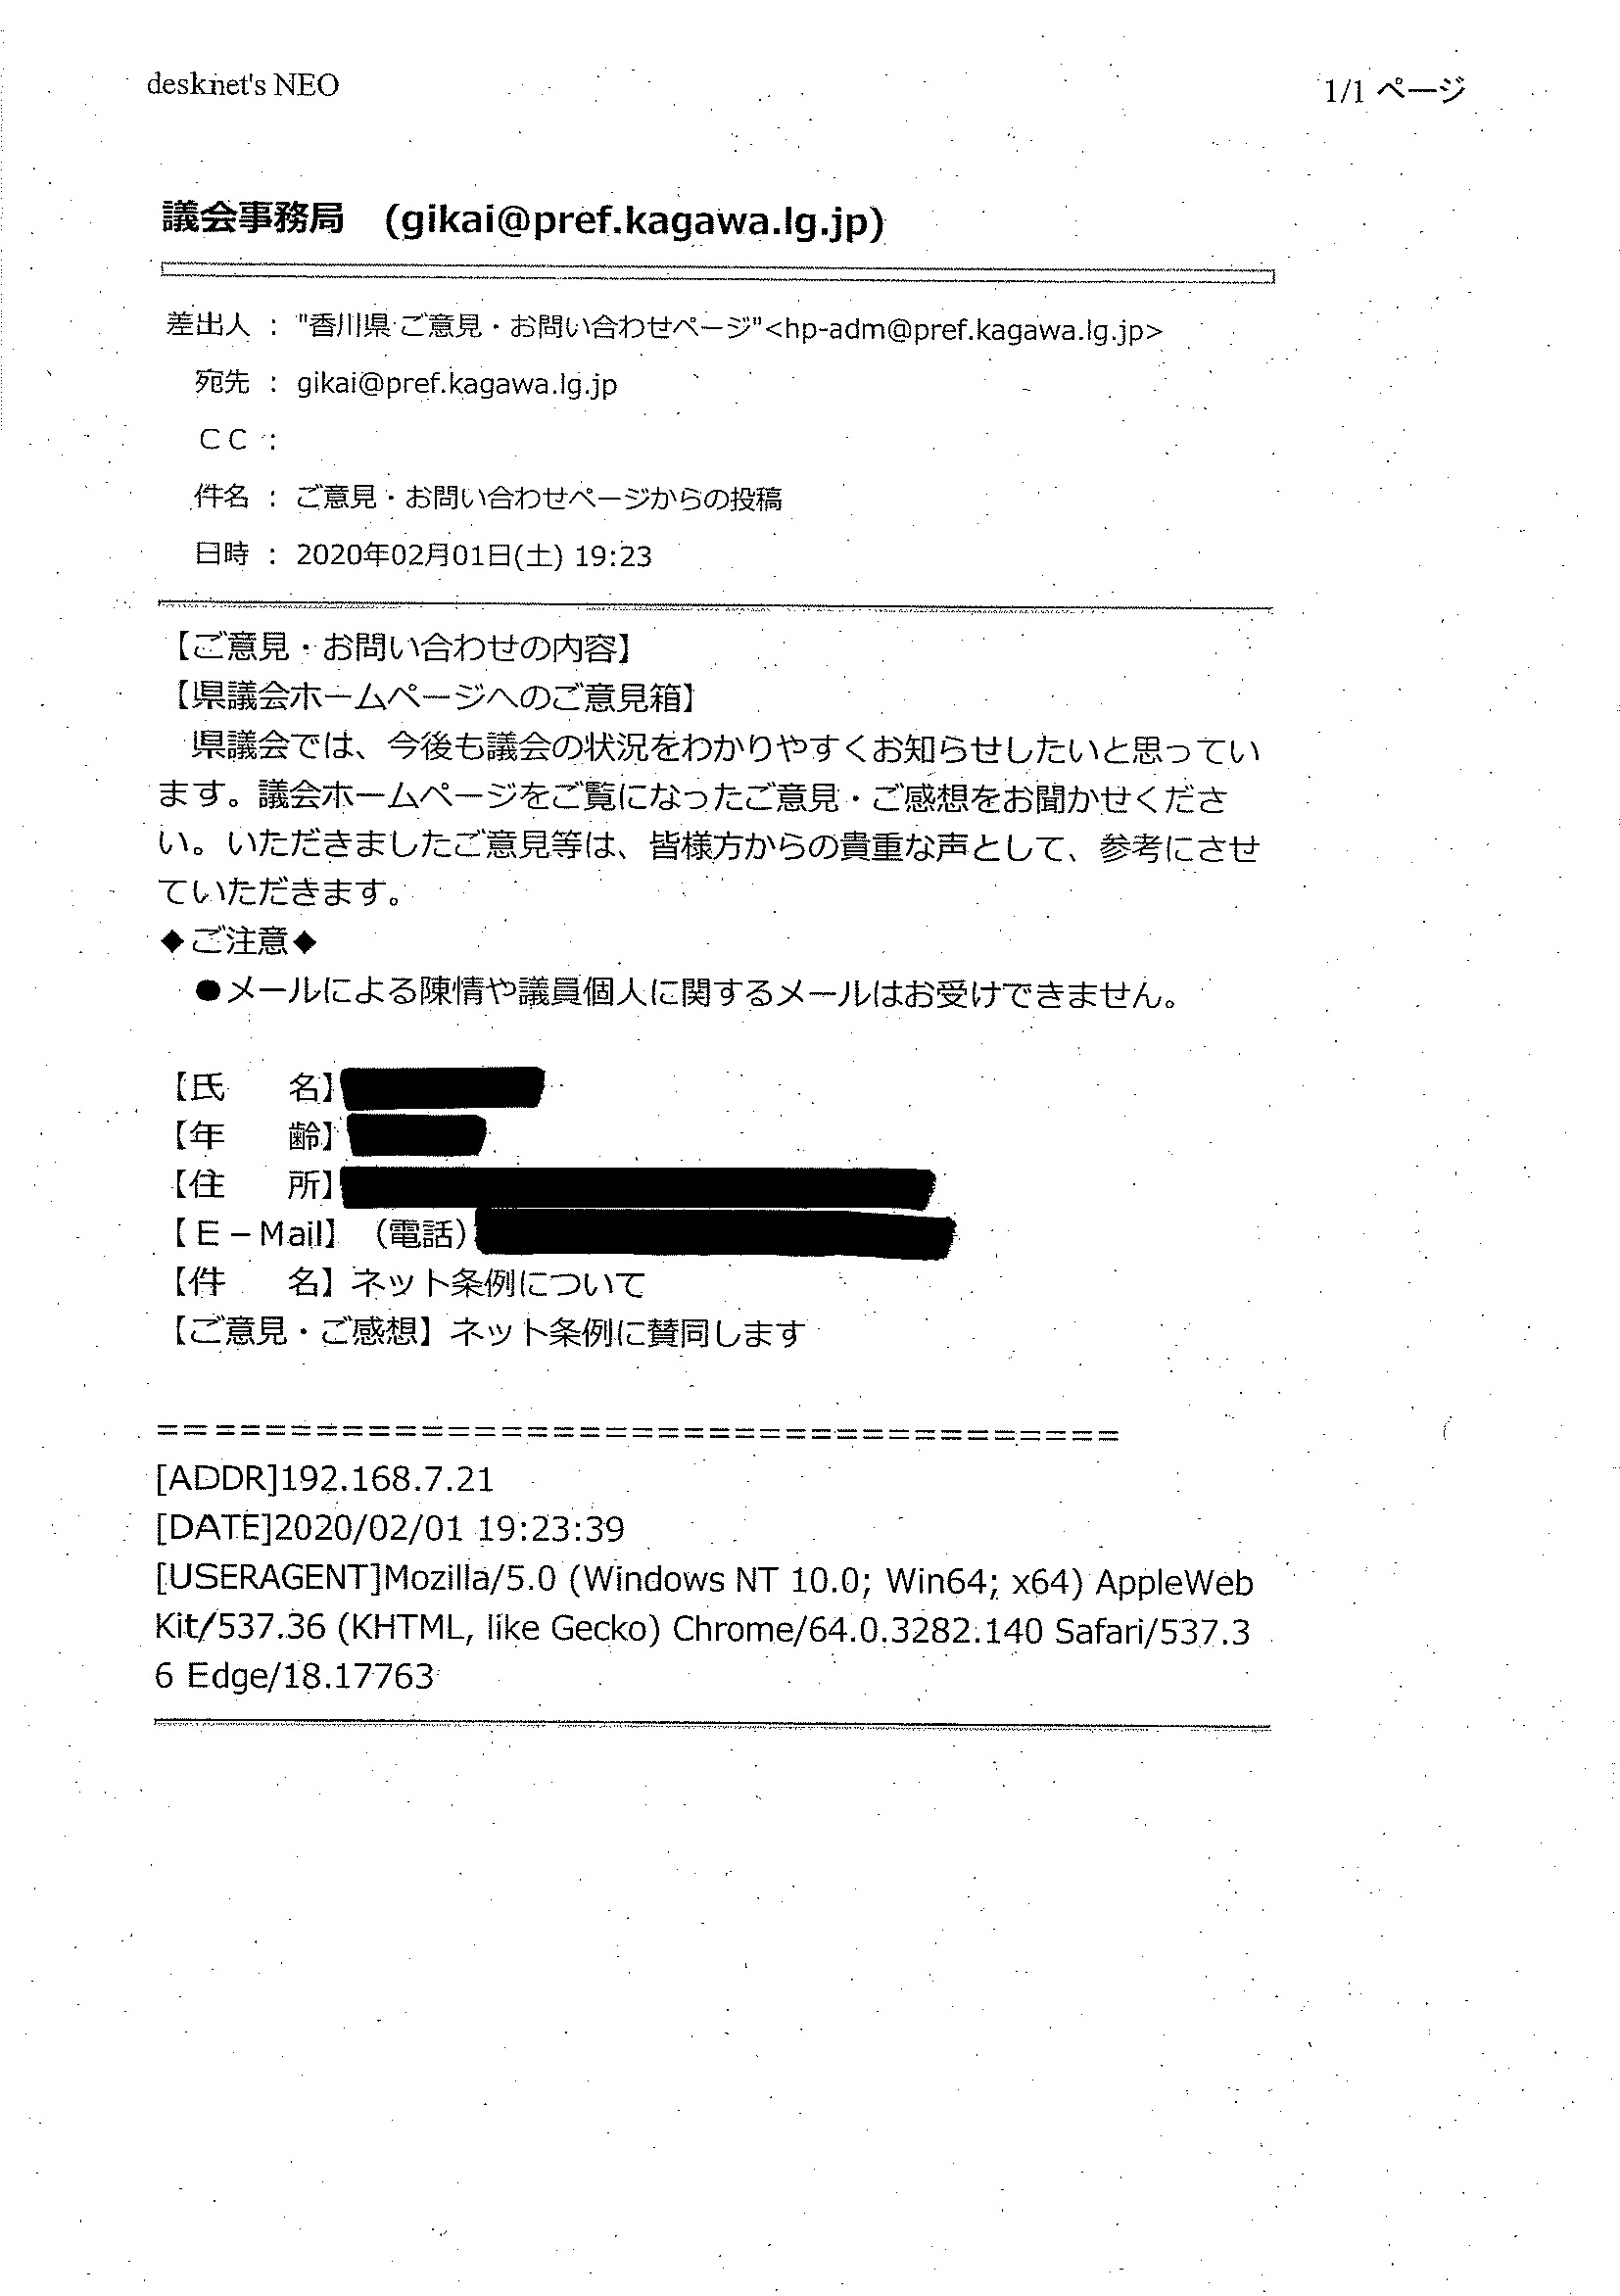 desknet's NEO
1/1 ページ
議会事務局　(gikai@pref.kagawa.lg.jp)
差出人 : "香川県 ご意見・お問い合わせページ"<hp-adm@pref.kagawa.lg.jp>
宛先 : gikai@pref.kagawa.lg.jp
ＣＣ :
件名 : ご意見・お問い合わせページからの投稿
日時 : 2020年02月01日(土) 19:23
【ご意見・お問い合わせの内容】
【県議会ホームページへのご意見箱】
　県議会では、今後も議会の状況をわかりやすくお知らせしたいと思ってい
ます。議会ホームページをご覧になったご意見・ご感想をお聞かせくださ
い。いただきましたご意見等は、皆様方からの貴重な声として、参考にさせ
ていただきます。
◆ご注意◆
　●メールによる陳情や議員個人に関するメールはお受けできません。
【氏　　名】
【年　　齢】
【住　　所】
【Ｅ－Mail】（電話）
【件　　名】ネット条例について
【ご意見・ご感想】ネット条例に賛同します
=====================================
[ADDR]192.168.7.21
[DATE]2020/02/01 19:23:39
[USERAGENT]Mozilla/5.0 (Windows NT 10.0; Win64; x64) AppleWeb
Kit/537.36 (KHTML, like Gecko) Chrome/64.0.3282.140 Safari/537.3
6 Edge/18.17763